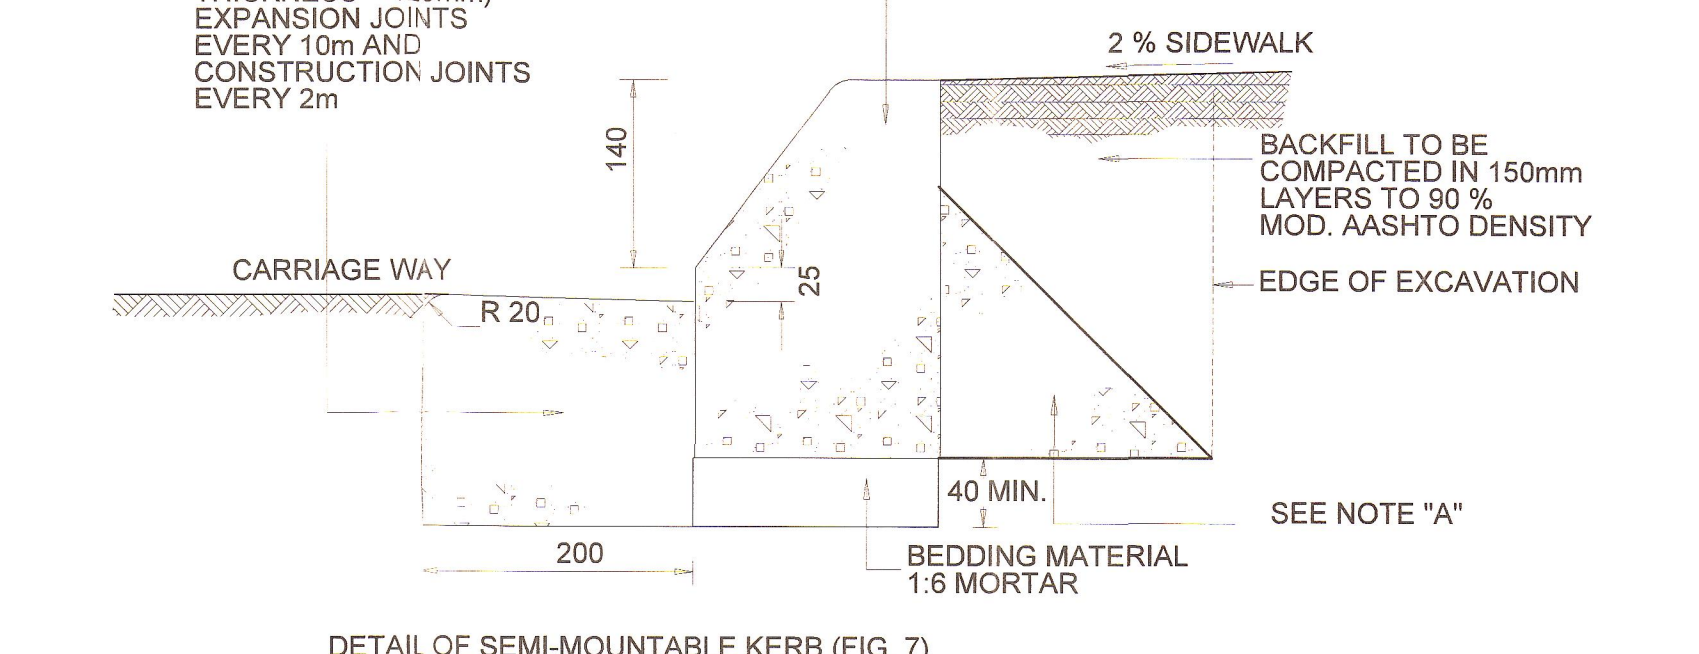 EXPANSION JOINTS
EVERY 10m AND
CONSTRUCTION JOINTS
EVERY 2m
2 % SIDEWALK
140
BACKFILL TO BE
COMPACTED IN 150mm
LAYERS TO 90 %
MOD. AASHTO DENSITY
CARRIAGE WAY
25
EDGE OF EXCAVATION
R 20
40 MIN.
SEE NOTE "A"
200
BEDDING MATERIAL
1:6 MORTAR
DETAIL OF SEMI-MOUNTABLE KERB (FIG. 7)